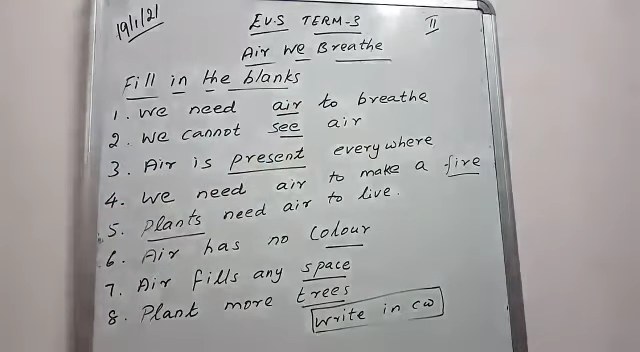 19/1/21
E.V.S TERM-3 II
Air We Breathe
Fill in the blanks
1. We need air to breathe
2. We cannot see air
3. Air is present everywhere
4. We need air to make a fire
5. Plants need air to live.
6. Air has no colour
7. Air fills any space
8. Plant more trees
Write in CW